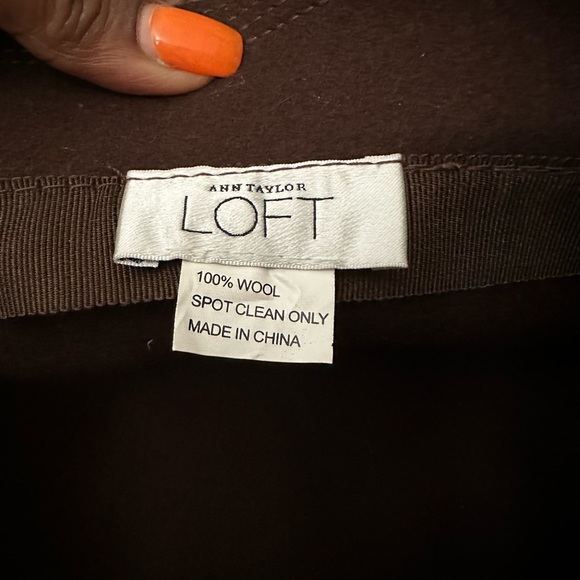 ANN TAYLOR
LOFT
100% WOOL
SPOT CLEAN ONLY
MADE IN CHINA